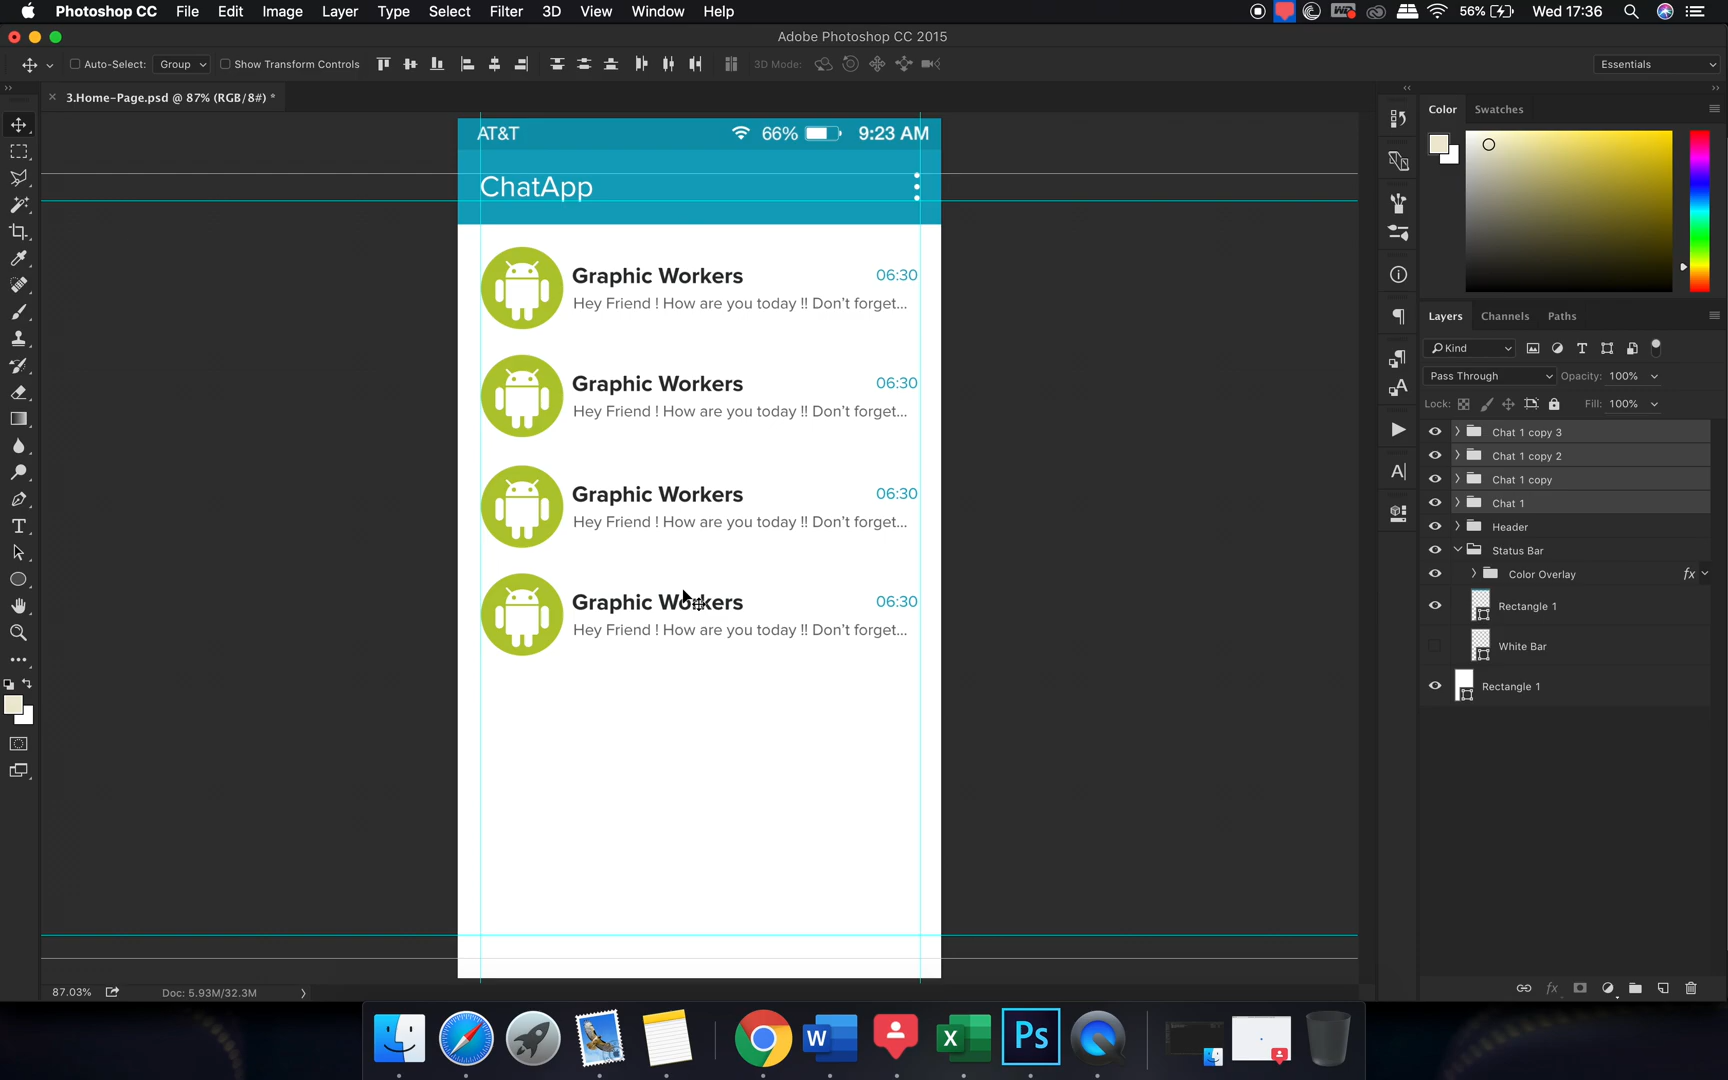 Photoshop CC File Edit Image Layer Type Select Filter 3D View Window Help 56% Wed 17:36
Adobe Photoshop CC 2015
Auto-Select: Group Show Transform Controls 3D Mode: Essentials
3.Home-Page.psd @ 87% (RGB/8#) *
Color Swatches
AT&T 66% 9:23 AM
ChatApp
Graphic Workers 06:30
Hey Friend ! How are you today !! Don't forget...
Graphic Workers 06:30
Hey Friend ! How are you today !! Don't forget...
Graphic Workers 06:30
Hey Friend ! How are you today !! Don't forget...
Graphic Workers 06:30
Hey Friend ! How are you today !! Don't forget...
Layers Channels Paths
Kind
Pass Through Opacity: 100%
Lock: Fill: 100%
Chat 1 copy 3
Chat 1 copy 2
Chat 1 copy
Chat 1
Header
Status Bar
Color Overlay fx
Rectangle 1
White Bar
Rectangle 1
87.03% Doc: 5.93M/32.3M
fx
W X Ps